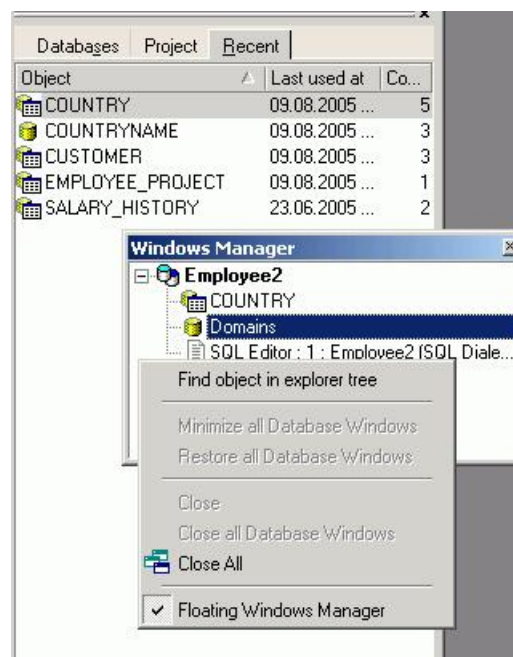 Databases Project Recent
Object Last used at Co...
COUNTRY 09.08.2005 ... 5
COUNTRYNAME 09.08.2005 ... 3
CUSTOMER 09.08.2005 ... 3
EMPLOYEE_PROJECT 09.08.2005 ... 1
SALARY_HISTORY 23.06.2005 ... 2
Windows Manager
Employee2
COUNTRY
Domains
SQL Editor : 1 : Employee2 (SQL Diale...
Find object in explorer tree
Minimize all Database Windows
Restore all Database Windows
Close
Close all Database Windows
Close All
Floating Windows Manager